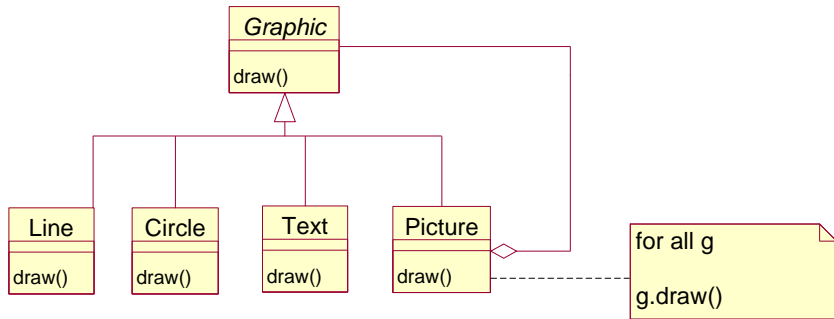 Graphic
draw()
Line
draw()
Circle
draw()
Text
draw()
Picture
draw()
for all g
g.draw()